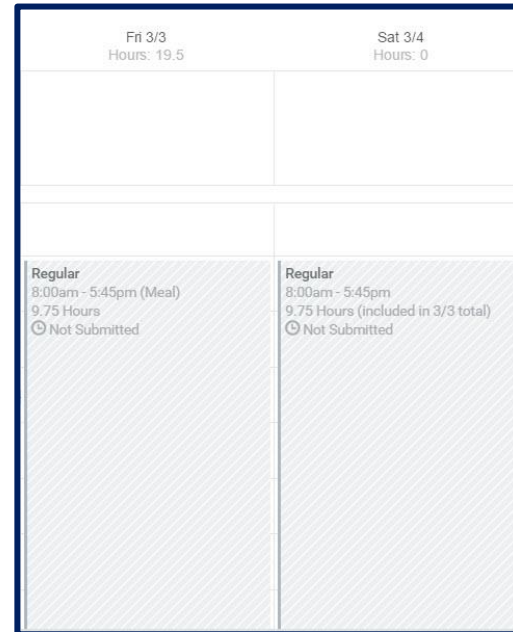 Fri 3/3
Hours: 19.5
Sat 3/4
Hours: 0
Regular
8:00am - 5:45pm (Meal)
9.75 Hours
Not Submitted
Regular
8:00am - 5:45pm
9.75 Hours (included in 3/3 total)
Not Submitted